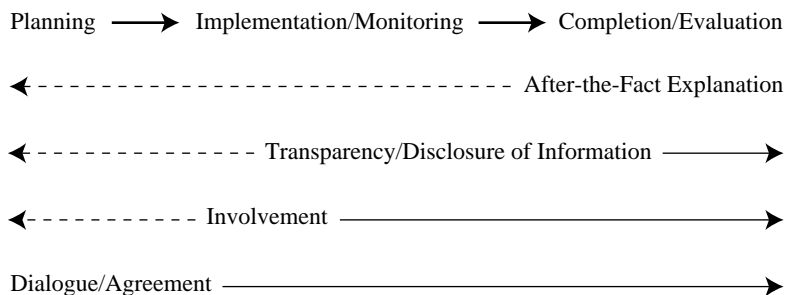 Planning Implementation/Monitoring Completion/Evaluation
After-the-Fact Explanation
Transparency/Disclosure of Information
Involvement
Dialogue/Agreement